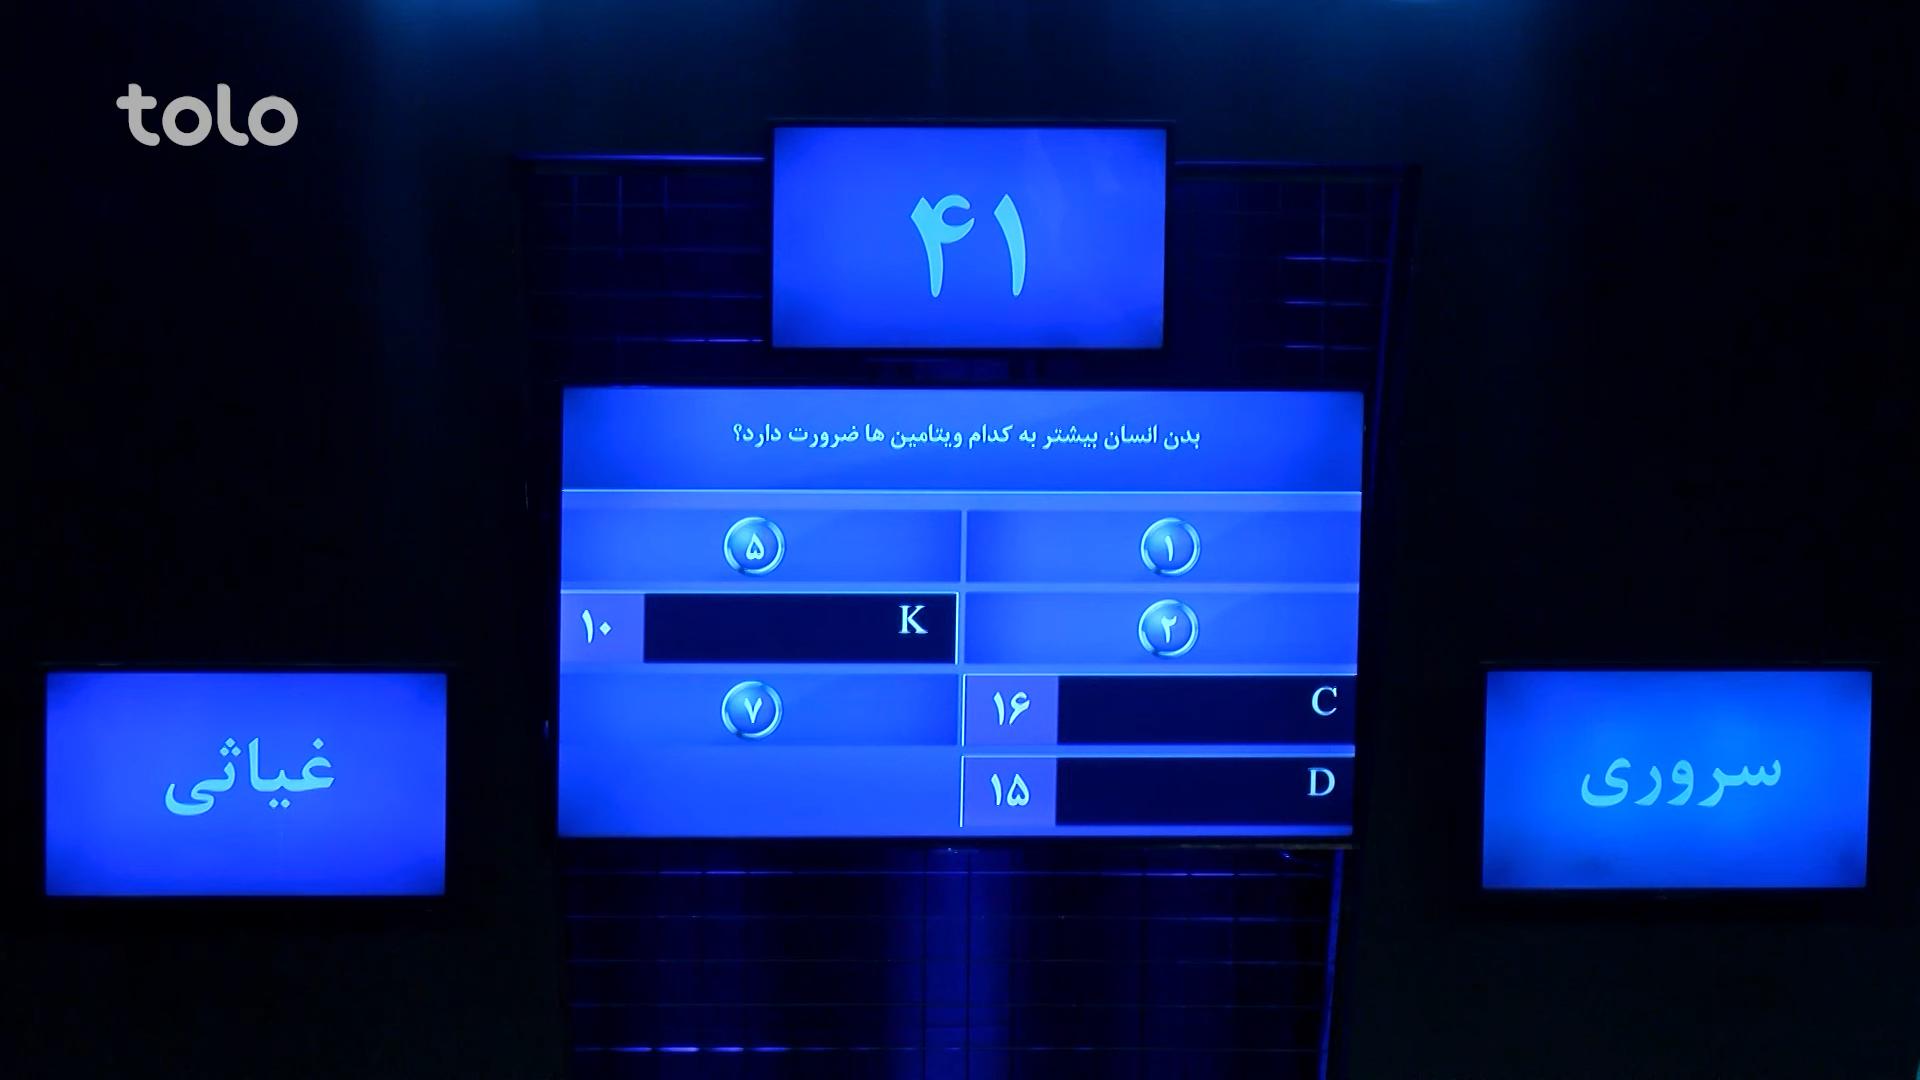 tolo
۴۱
بدن انسان بیشتر به کدام ویتامین ها ضرورت دارد؟
۱
۵
۲
K ۱۰
C ۱۶
۷
D ۱۵
سروری
غیاثی